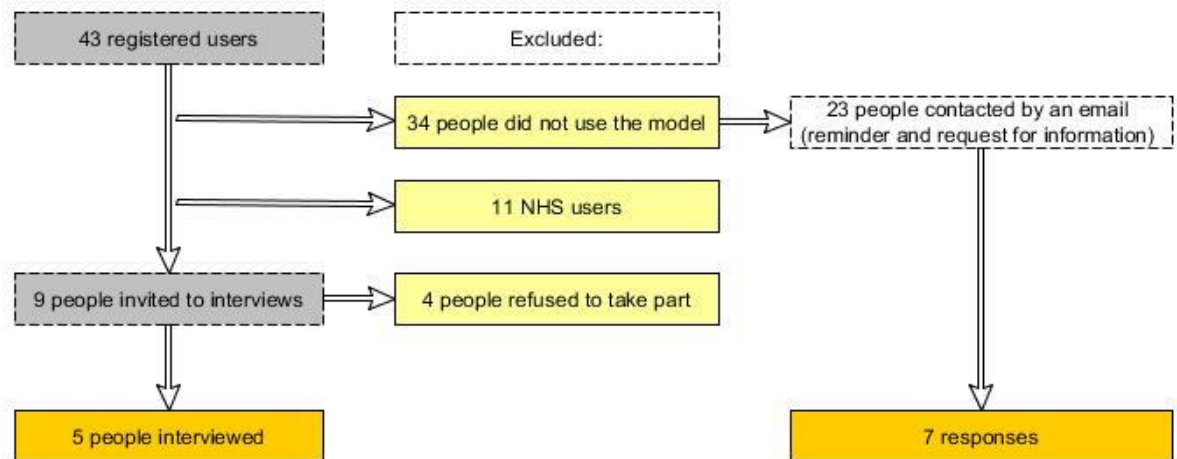 43 registered users
Excluded:
34 people did not use the model
23 people contacted by an email
(reminder and request for information)
11 NHS users
9 people invited to interviews
4 people refused to take part
5 people interviewed
7 responses